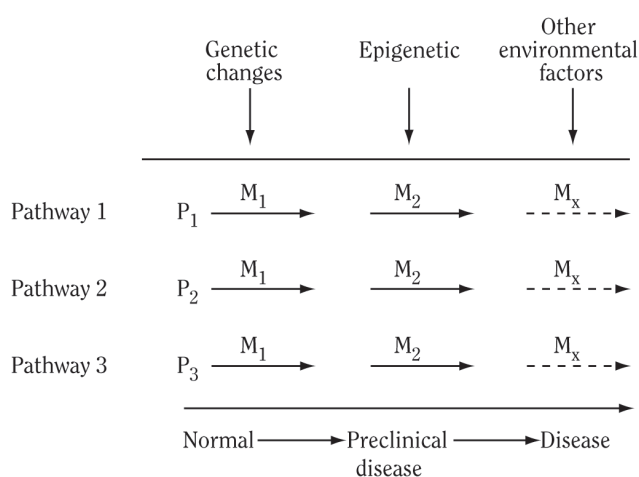 Genetic
changes
Epigenetic
Other
environmental
factors
Pathway 1 P1 M1 M2 Mx
Pathway 2 P2 M1 M2 Mx
Pathway 3 P3 M1 M2 Mx
Normal Preclinical Disease
disease